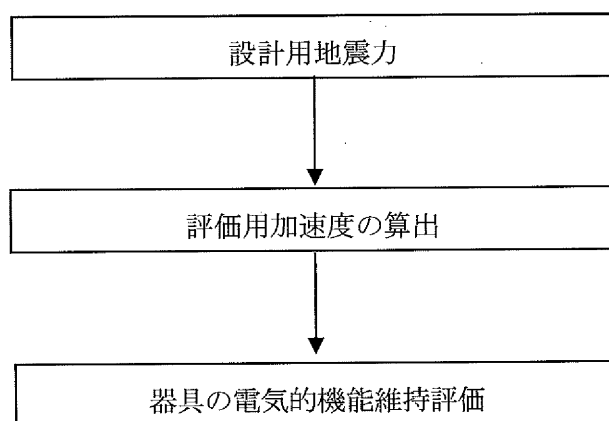 設計用地震力
評価用加速度の算出
器具の電気的機能維持評価